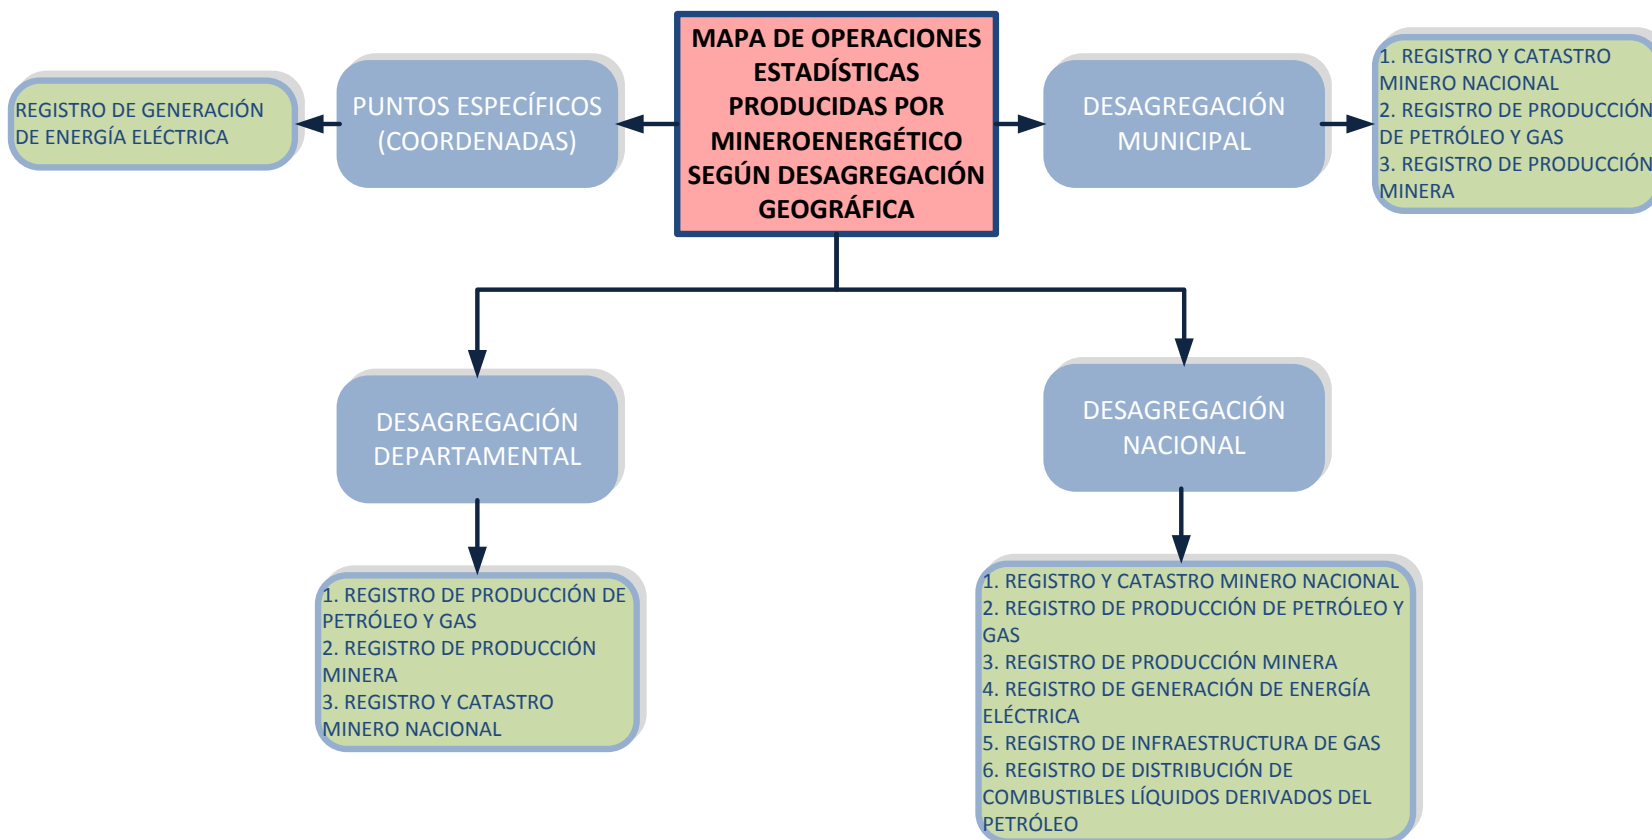 MAPA DE OPERACIONES
ESTADÍSTICAS
PRODUCIDAS POR
MINEROENERGÉTICO
SEGÚN DESAGREGACIÓN
GEOGRÁFICA
PUNTOS ESPECÍFICOS
(COORDENADAS)
REGISTRO DE GENERACIÓN
DE ENERGÍA ELÉCTRICA
DESAGREGACIÓN
MUNICIPAL
1. REGISTRO Y CATASTRO
MINERO NACIONAL
2. REGISTRO DE PRODUCCIÓN
DE PETRÓLEO Y GAS
3. REGISTRO DE PRODUCCIÓN
MINERA
DESAGREGACIÓN
DEPARTAMENTAL
1. REGISTRO DE PRODUCCIÓN DE
PETRÓLEO Y GAS
2. REGISTRO DE PRODUCCIÓN
MINERA
3. REGISTRO Y CATASTRO
MINERO NACIONAL
DESAGREGACIÓN
NACIONAL
1. REGISTRO Y CATASTRO MINERO NACIONAL
2. REGISTRO DE PRODUCCIÓN DE PETRÓLEO Y
GAS
3. REGISTRO DE PRODUCCIÓN MINERA
4. REGISTRO DE GENERACIÓN DE ENERGÍA
ELÉCTRICA
5. REGISTRO DE INFRAESTRUCTURA DE GAS
6. REGISTRO DE DISTRIBUCIÓN DE
COMBUSTIBLES LÍQUIDOS DERIVADOS DEL
PETRÓLEO